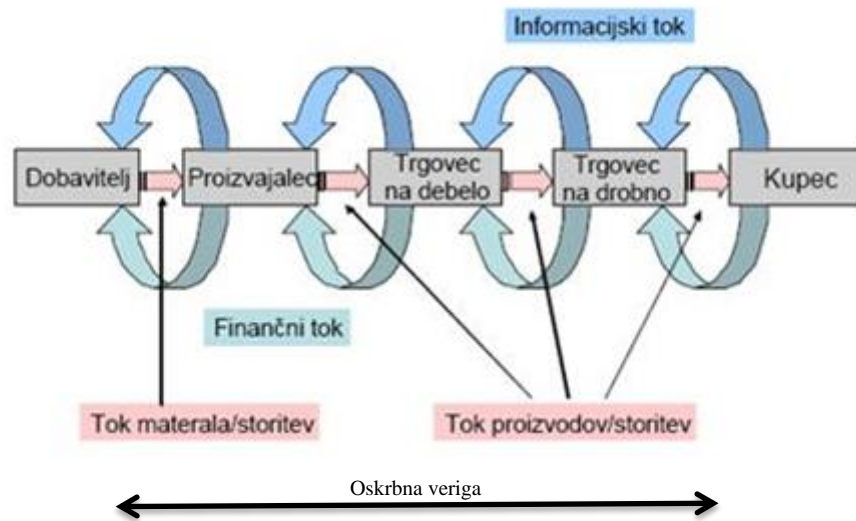 Informacijski tok
Dobavitelj
Proizvajalec
Trgovec
na debelo
Trgovec
na drobno
Kupec
Finančni tok
Tok materala/storitev
Tok proizvodov/storitev
Oskrbna veriga